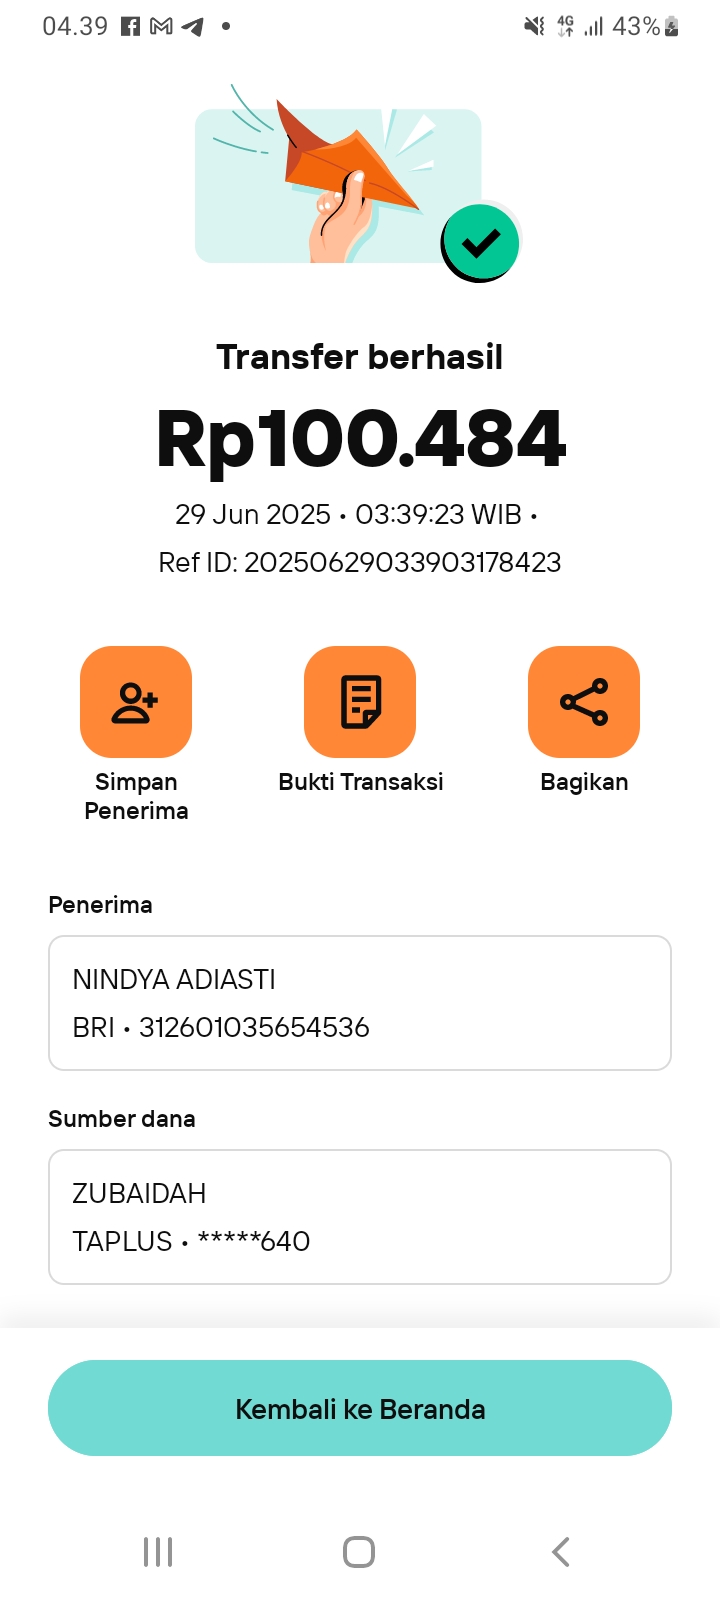 04.39
4G
43%
Transfer berhasil
Rp100.484
29 Jun 2025 • 03:39:23 WIB •
Ref ID: 20250629033903178423
Simpan
Penerima
Bukti Transaksi
Bagikan
Penerima
NINDYA ADIASTI
BRI • 312601035654536
Sumber dana
ZUBAIDAH
TAPLUS • *****640
Kembali ke Beranda